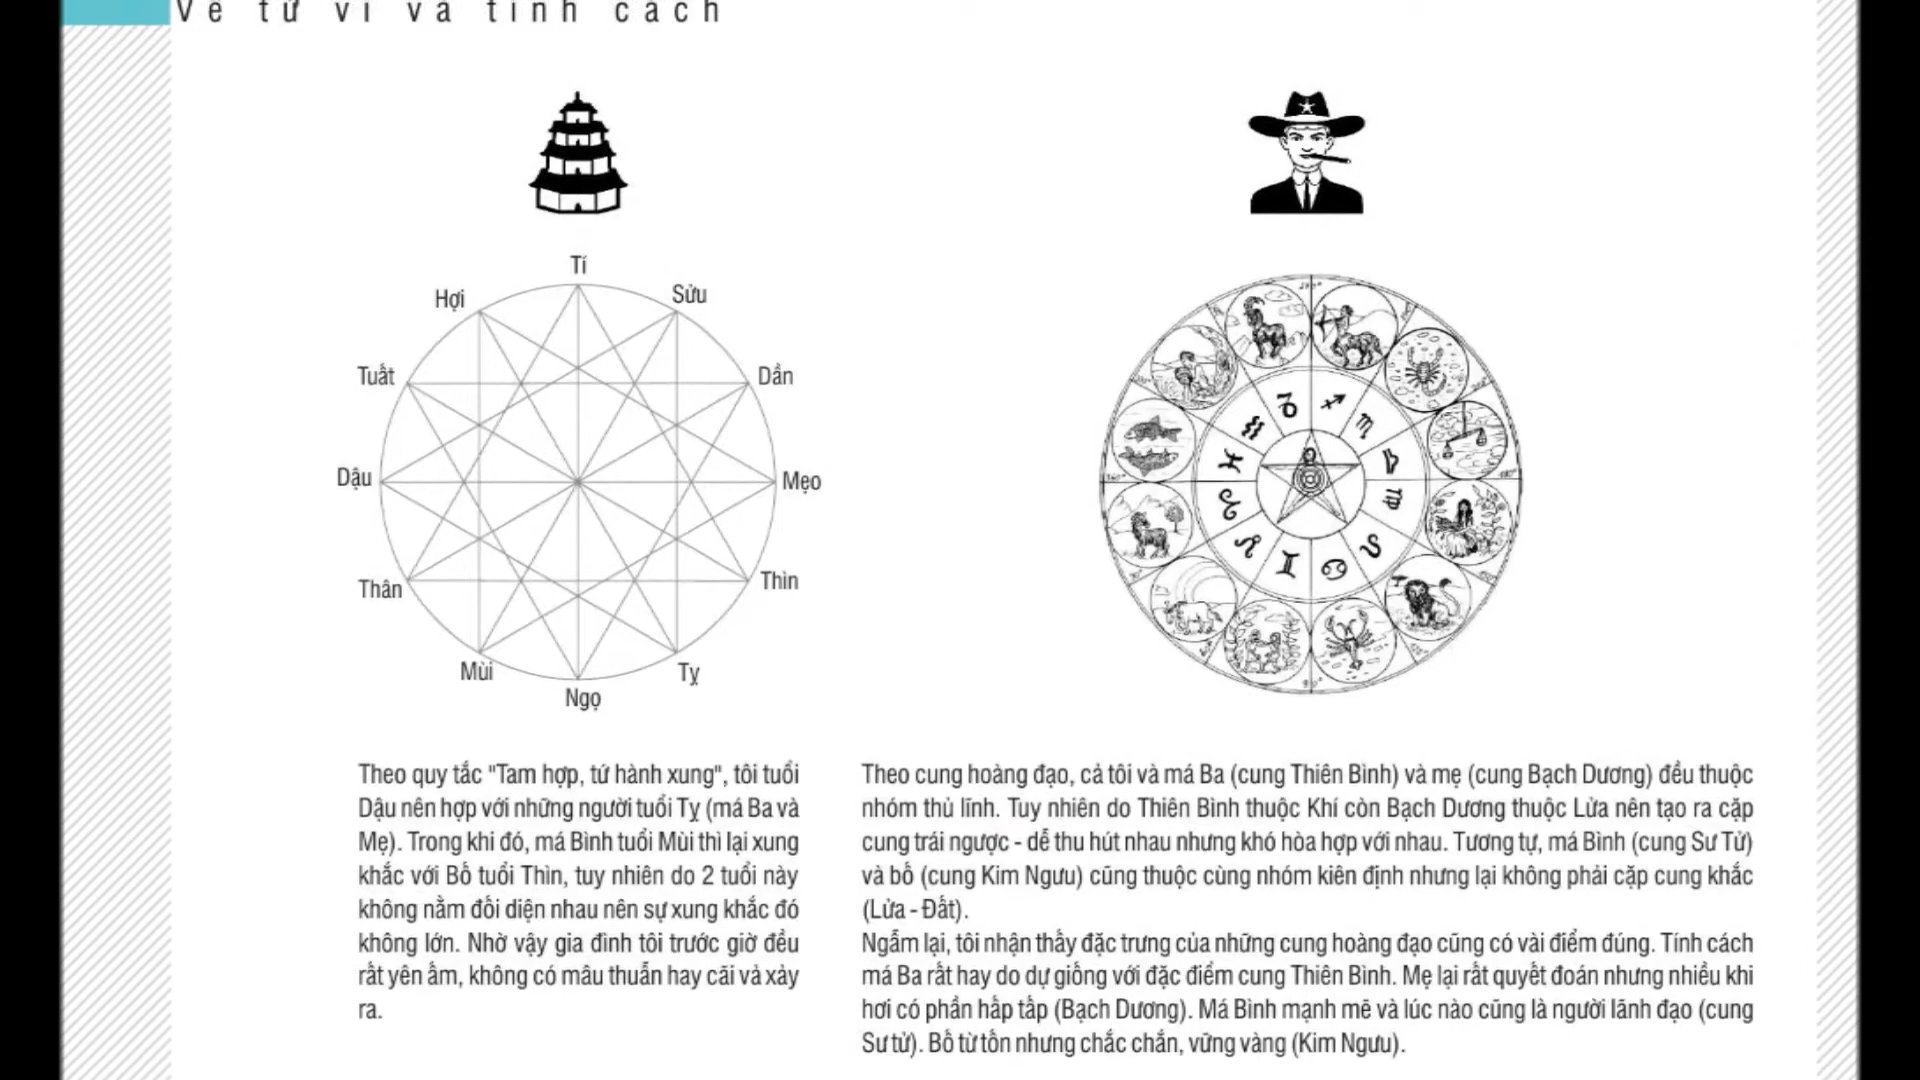 Về tử vi và tính cách
Tí
Hợi
Sửu
Tuất
Dần
Dậu
Mẹo
Thân
Thìn
Mùi
Tỵ
Ngọ
Theo quy tắc "Tam hợp, tứ hành xung", tôi tuổi
Dậu nên hợp với những người tuổi Tỵ (má Ba và
Mẹ). Trong khi đó, má Bình tuổi Mùi thì lại xung
khắc với Bố tuổi Thìn, tuy nhiên do 2 tuổi này
không nằm đối diện nhau nên sự xung khắc đó
không lớn. Nhờ vậy gia đình tôi trước giờ đều
rất yên ấm, không có mâu thuẫn hay cãi vả xảy
ra.
Theo cung hoàng đạo, cả tôi và má Ba (cung Thiên Bình) và mẹ (cung Bạch Dương) đều thuộc
nhóm thủ lĩnh. Tuy nhiên do Thiên Bình thuộc Khí còn Bạch Dương thuộc Lửa nên tạo ra cặp
cung trái ngược - dễ thu hút nhau nhưng khó hòa hợp với nhau. Tương tự, má Bình (cung Sư Tử)
và bố (cung Kim Ngưu) cũng thuộc cùng nhóm kiên định nhưng lại không phải cặp cung khắc
(Lửa - Đất).
Ngẫm lại, tôi nhận thấy đặc trưng của những cung hoàng đạo cũng có vài điểm đúng. Tính cách
má Ba rất hay do dự giống với đặc điểm cung Thiên Bình. Mẹ lại rất quyết đoán nhưng nhiều khi
hơi có phần hấp tấp (Bạch Dương). Má Bình mạnh mẽ và lúc nào cũng là người lãnh đạo (cung
Sư tử). Bố từ tốn nhưng chắc chắn, vững vàng (Kim Ngưu).